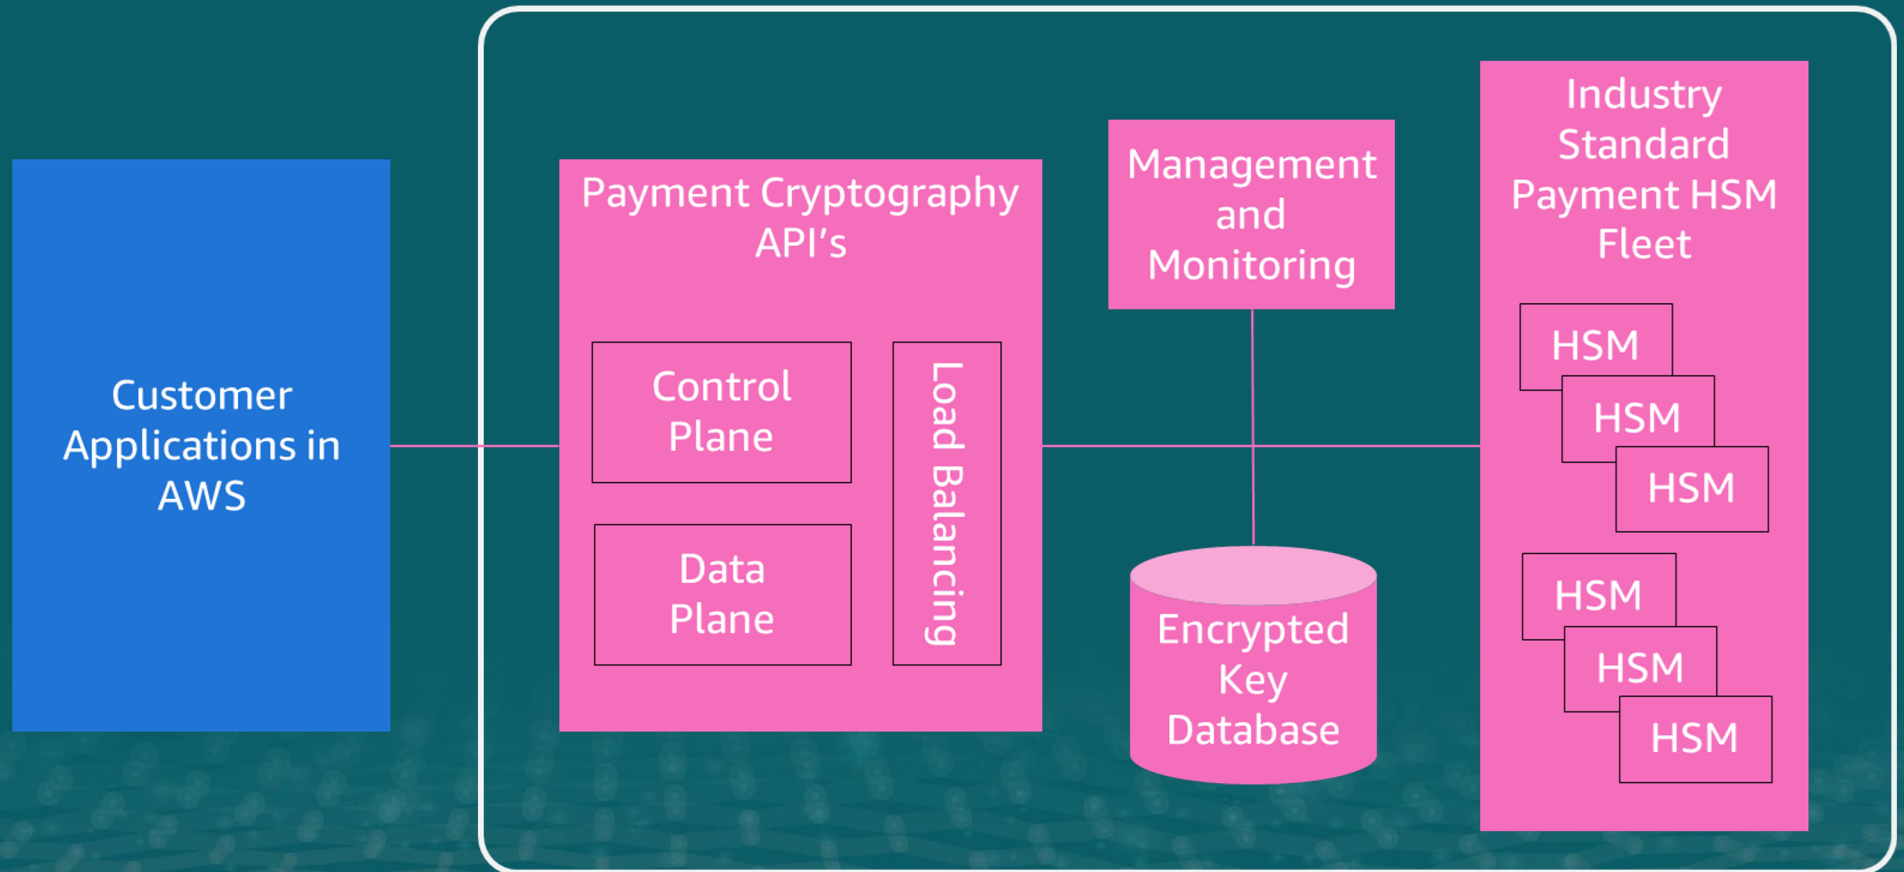 Customer
Applications in
AWS
Payment Cryptography
API’s
Control
Plane
Data
Plane
Load Balamcing
Management
and
Monitoring
Encrypted
Key
Database
Industry
Standard
Payment HSM
Fleet
HSM
HSM
HSM
HSM
HSM
HSM